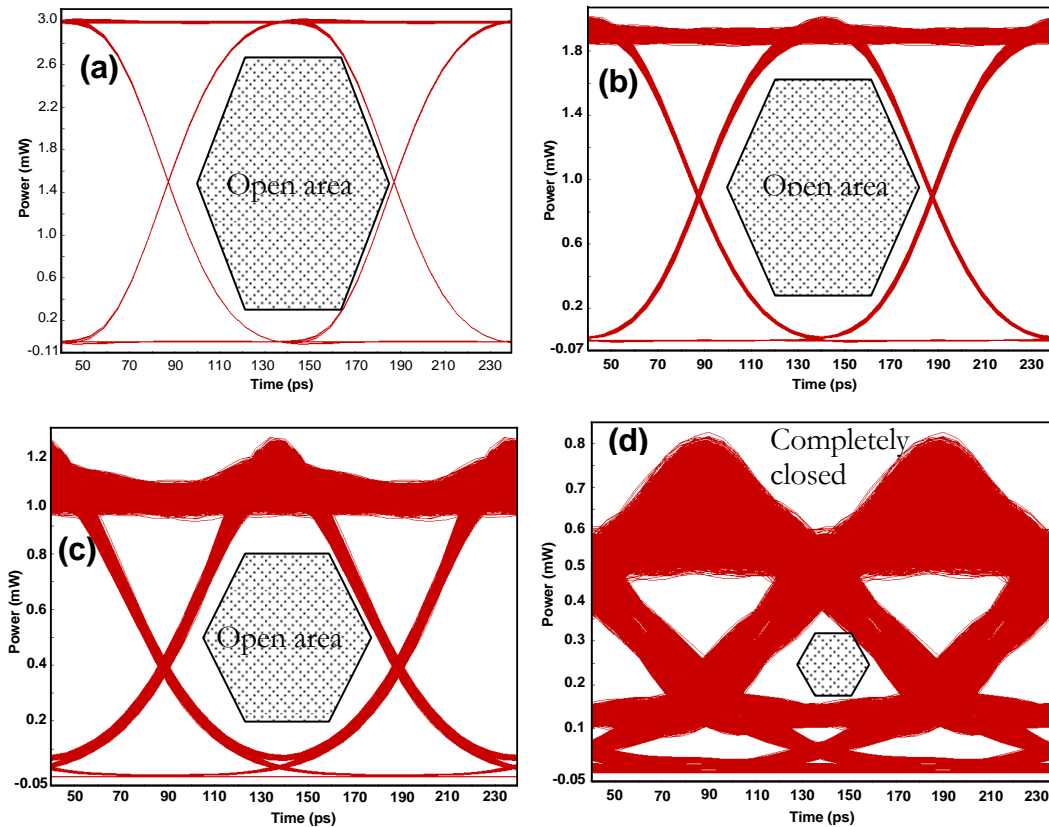 (a)
Open area
3.0
2.6
2.2
1.8
1.4
1.0
0.6
0.2
-0.11
Power (mW)
50 70 90 110 130 150 170 190 210 230
Time (ps)
(b)
Open area
1.8
1.4
1.0
0.6
0.2
-0.07
Power (mW)
50 70 90 110 130 150 170 190 210 230
Time (ps)
(c)
Open area
1.2
1.0
0.8
0.6
0.4
0.2
-0.05
Power (mW)
50 70 90 110 130 150 170 190 210 230
Time (ps)
(d)
Completely
closed
0.8
0.7
0.6
0.5
0.4
0.3
0.2
0.1
-0.05
Power (mW)
50 70 90 110 130 150 170 190 210 230
Time (ps)